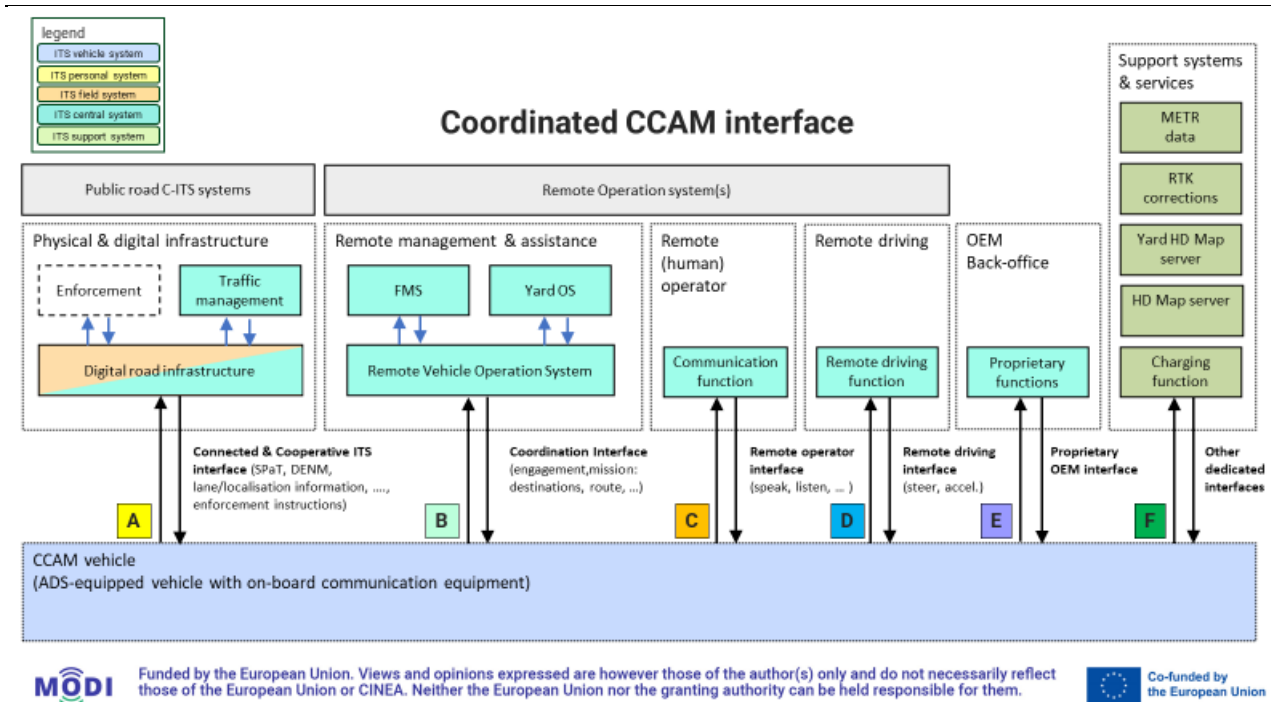 legend
ITS vehicle system
ITS personal system
ITS field system
ITS central system
ITS support system
Coordinated CCAM interface
Support systems
& services
METR
data
RTK
corrections
Yard HD Map
server
HD Map server
Charging
function
Public road C-ITS systems
Remote Operation system(s)
Physical & digital infrastructure
Enforcement
Traffic
management
Digital road infrastructure
Remote management & assistance
FMS
Yard OS
Remote Vehicle Operation System
Remote
(human)
operator
Communication
function
Remote driving
Remote driving
function
OEM
Back-office
Proprietary
functions
A
Connected & Cooperative ITS
interface (SPaT, DENM,
lane/localisation information, ....,
enforcement instructions)
B
Coordination Interface
(engagement,mission:
destinations, route, ...)
C
Remote operator
interface
(speak, listen, ... )
D
Remote driving
interface
(steer, accel.)
E
Proprietary
OEM interface
F
Other
dedicated
interfaces
CCAM vehicle
(ADS-equipped vehicle with on-board communication equipment)
MODI
Funded by the European Union. Views and opinions expressed are however those of the author(s) only and do not necessarily reflect
those of the European Union or CINEA. Neither the European Union nor the granting authority can be held responsible for them.
Co-funded by
the European Union